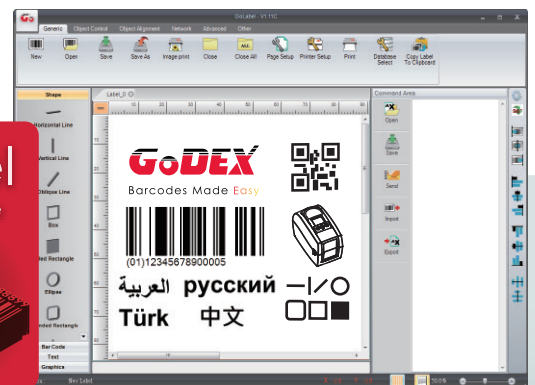 Go
GoLabel - V1.11C
Generic Object Control Object Alignment Network Advanced Other
New Open Save Save As Image print Close Close All Page Setup Printer Setup Print Database Select Copy Label To Clipboard
Shape
Label_0
Command Area
Horizontal Line
Vertical Line
Oblique Line
Box
Ellipse
Bar Code
Text
Graphics
Open
Save
Send
Import
Export
GoDEX
Barcodes Made Easy
(01)12345678900005
العربية русский
Türk 中文
New Label